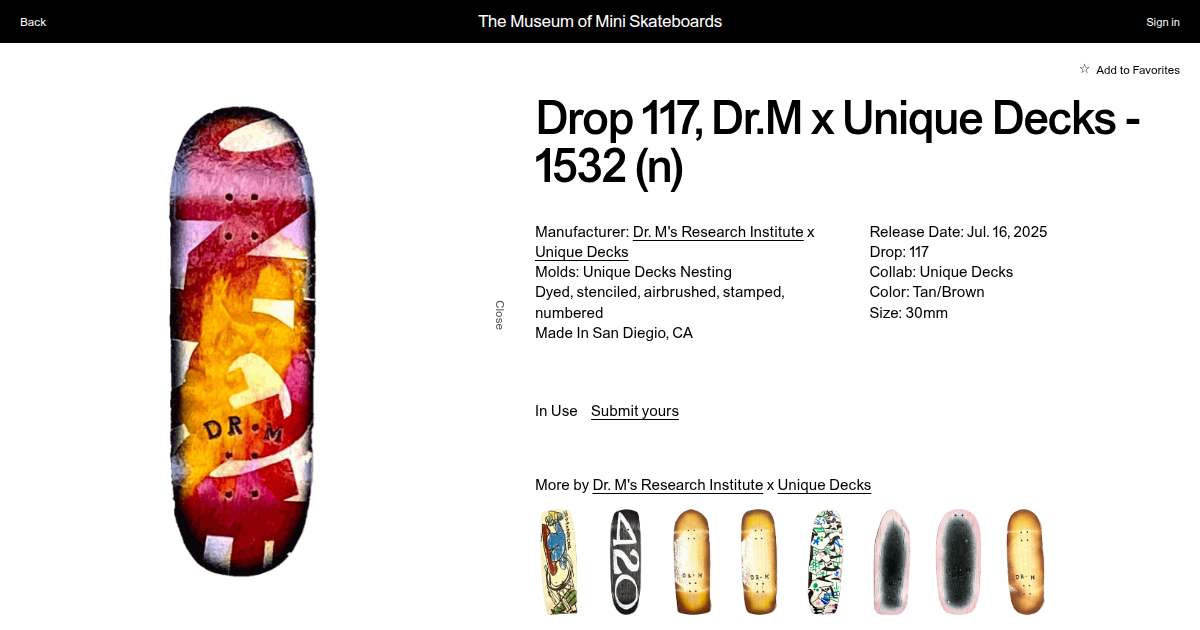 Back
The Museum of Mini Skateboards
Sign in
☆ Add to Favorites
Drop 117, Dr.M x Unique Decks -
1532 (n)
Manufacturer: Dr. M's Research Institute x
Unique Decks
Molds: Unique Decks Nesting
Dyed, stenciled, airbrushed, stamped,
numbered
Made In San Diegio, CA
Release Date: Jul. 16, 2025
Drop: 117
Collab: Unique Decks
Color: Tan/Brown
Size: 30mm
Close
DR.M
In Use Submit yours
More by Dr. M's Research Institute x Unique Decks
420
DR.M
DR.M
DR.M